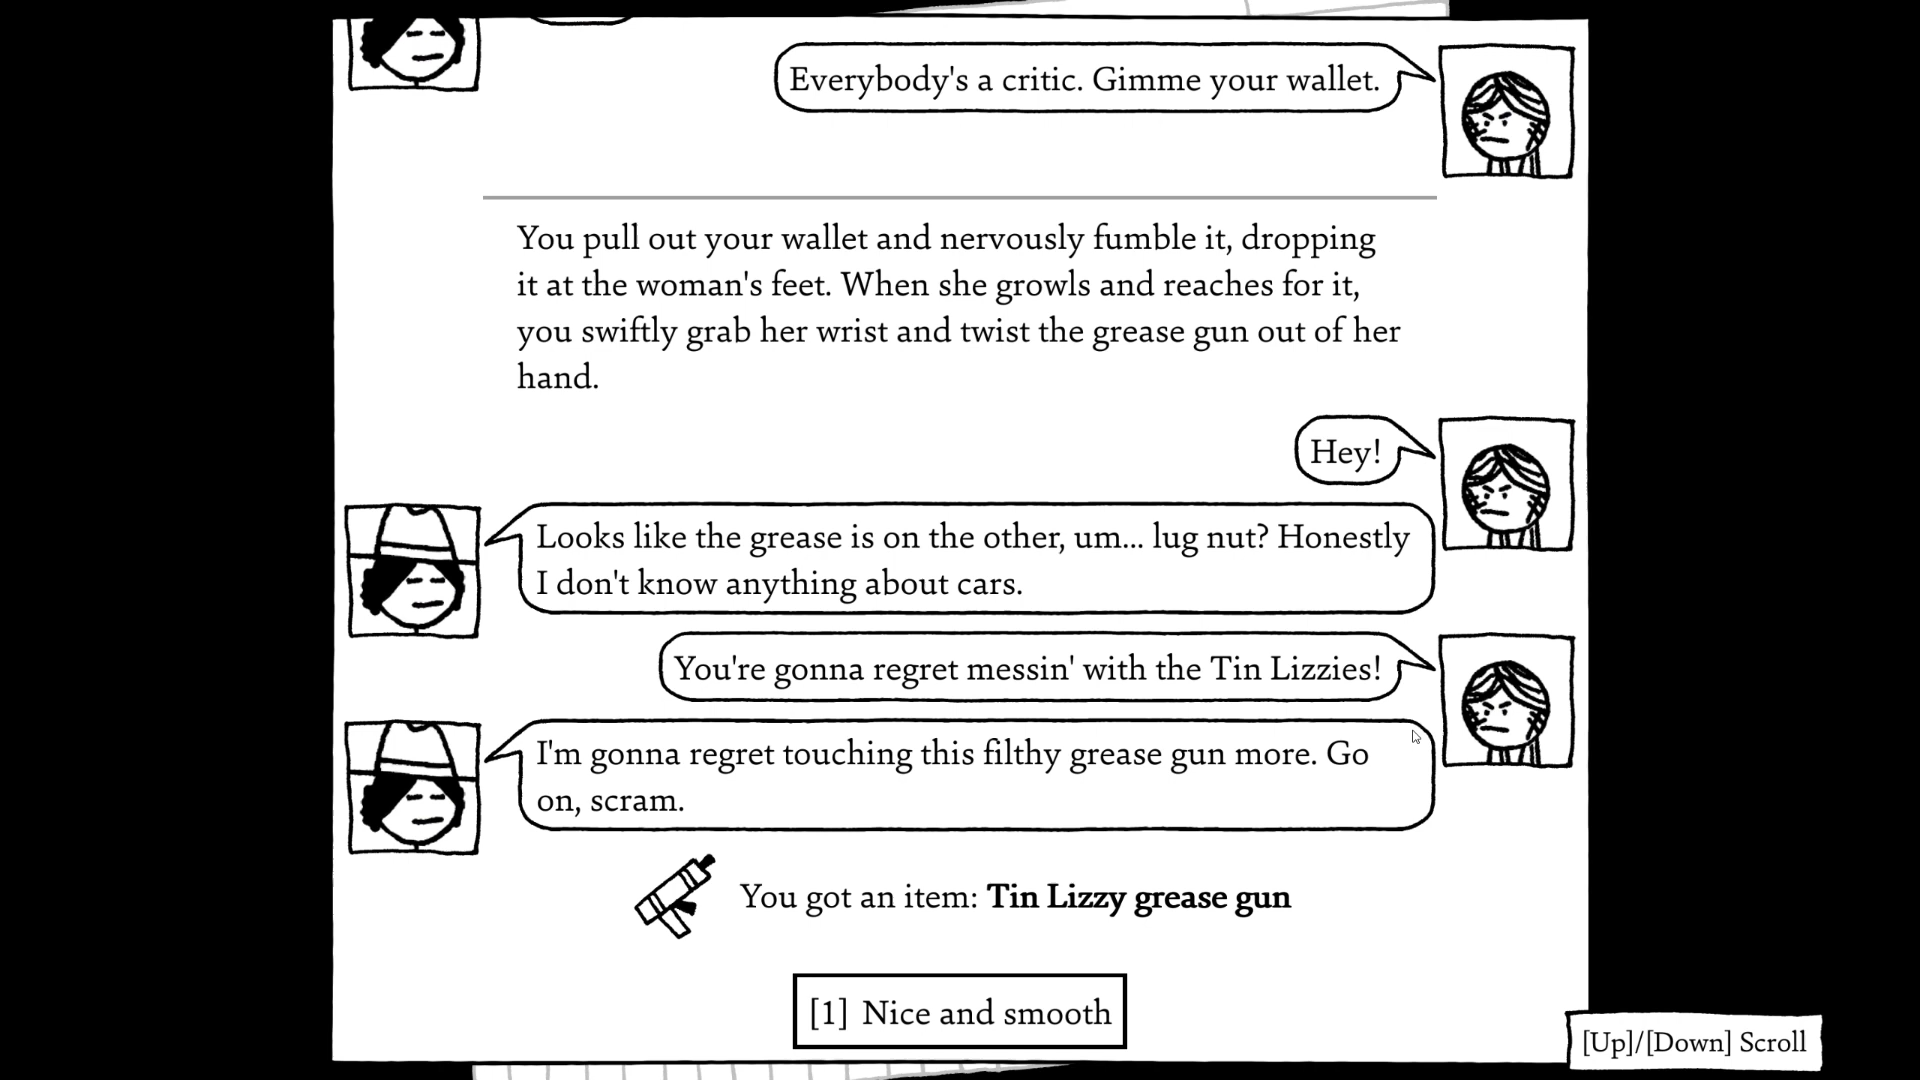 Everybody's a critic. Gimme your wallet.
You pull out your wallet and nervously fumble it, dropping
it at the woman's feet. When she growls and reaches for it,
you swiftly grab her wrist and twist the grease gun out of her
hand.
Hey!
Looks like the grease is on the other, um... lug nut? Honestly
I don't know anything about cars.
You're gonna regret messin' with the Tin Lizzies!
I'm gonna regret touching this filthy grease gun more. Go
on, scram.
You got an item: Tin Lizzy grease gun
[1] Nice and smooth
[Up]/[Down] Scroll